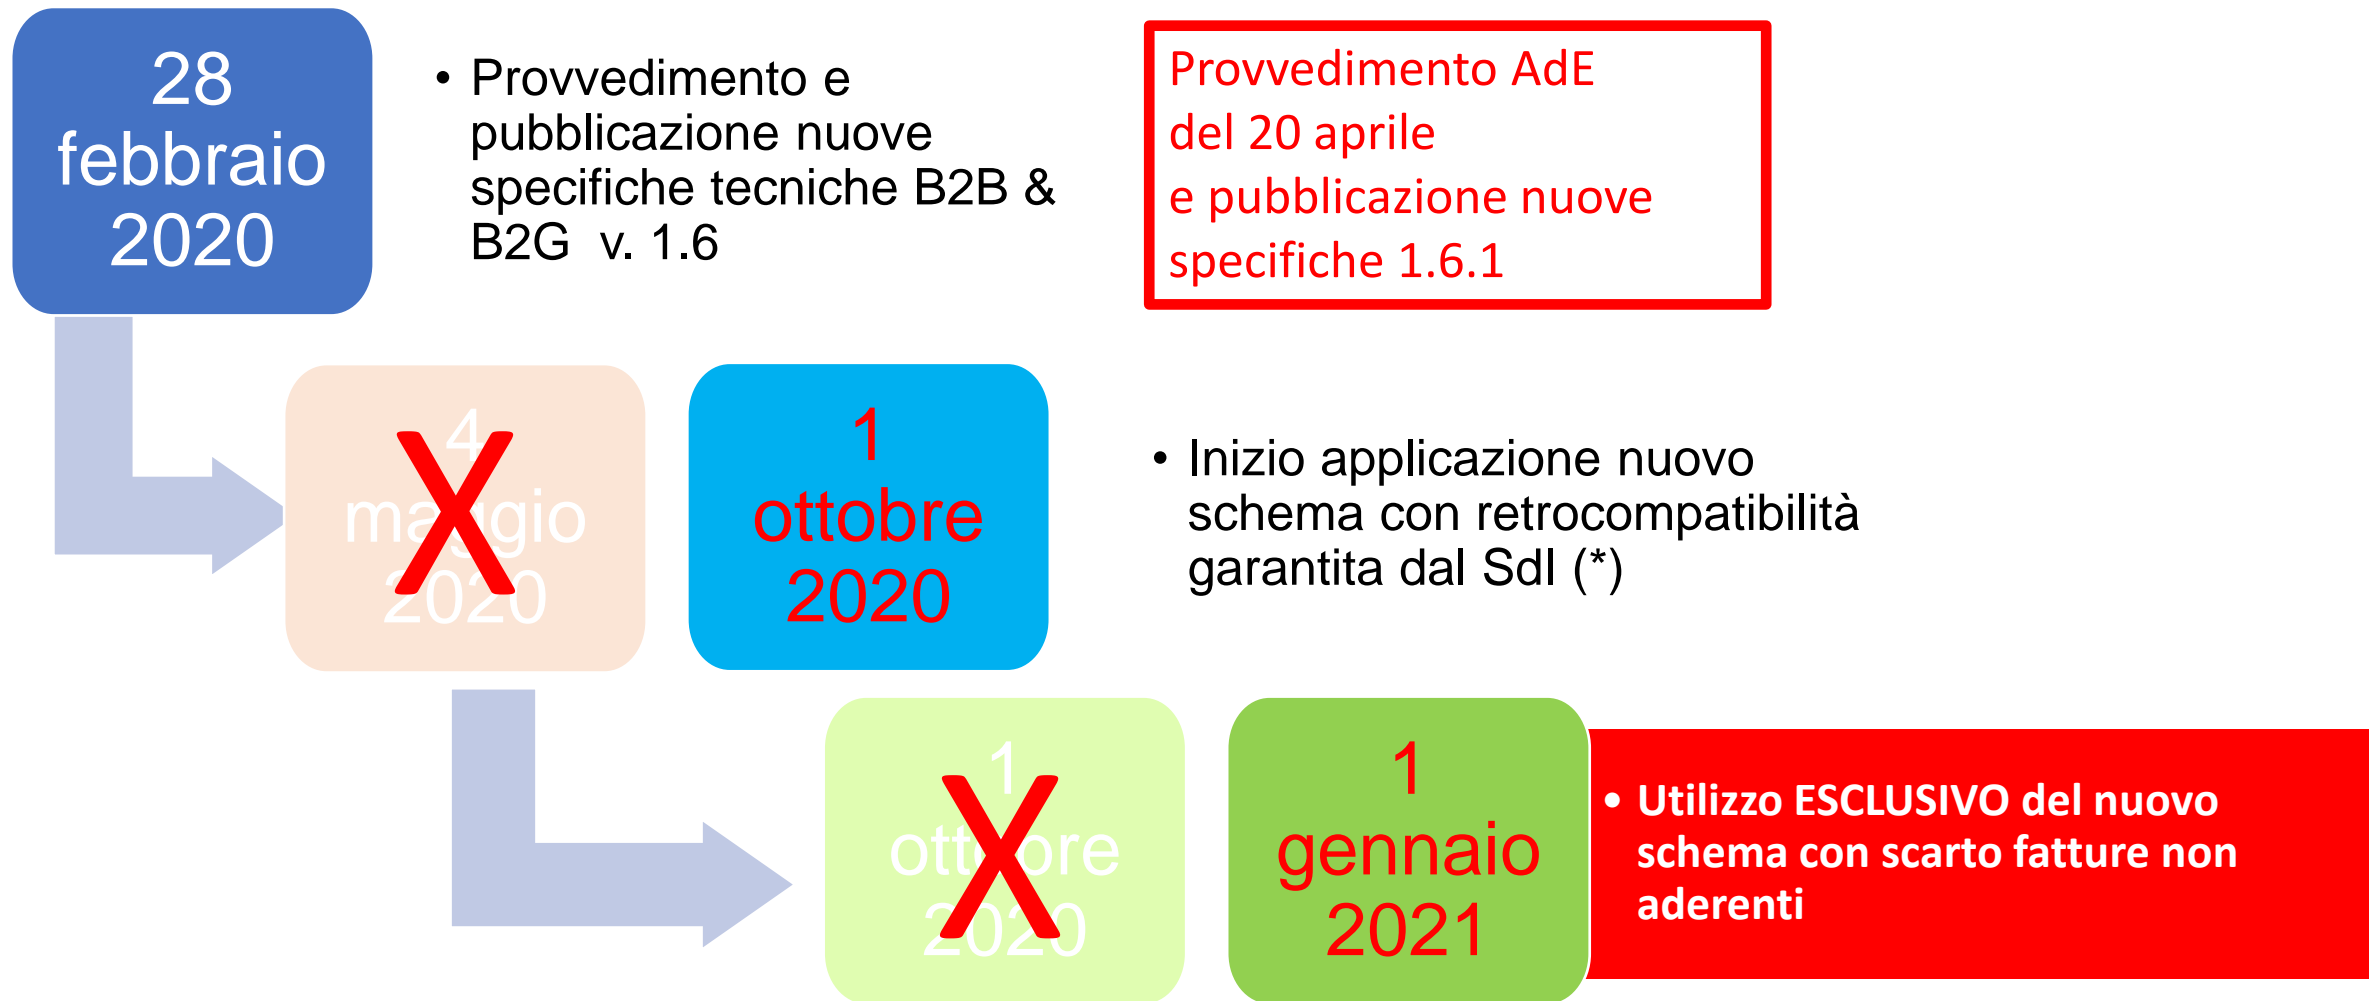 28
febbraio
2020
• Provvedimento e
pubblicazione nuove
specifiche tecniche B2B &
B2G v. 1.6
Provvedimento AdE
del 20 aprile
e pubblicazione nuove
specifiche 1.6.1
4
maggio
2020
X
1
ottobre
2020
• Inizio applicazione nuovo
schema con retrocompatibilità
garantita dal SdI (*)
1
ottobre
2020
X
1
gennaio
2021
• Utilizzo ESCLUSIVO del nuovo
schema con scarto fatture non
aderenti